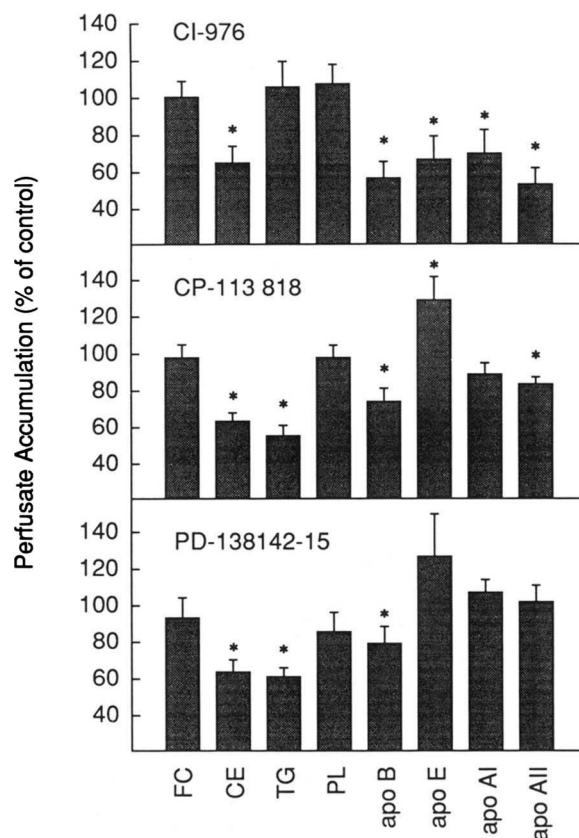 Perfusate Accumulation (% of control)
CI-976
140
120
100
80
60
40
*
*
*
*
*
CP-113 818
140
120
100
80
60
40
*
*
*
*
*
PD-138142-15
140
120
100
80
60
40
*
*
*
FC
CE
TG
PL
apo B
apo E
apo AI
apo AII